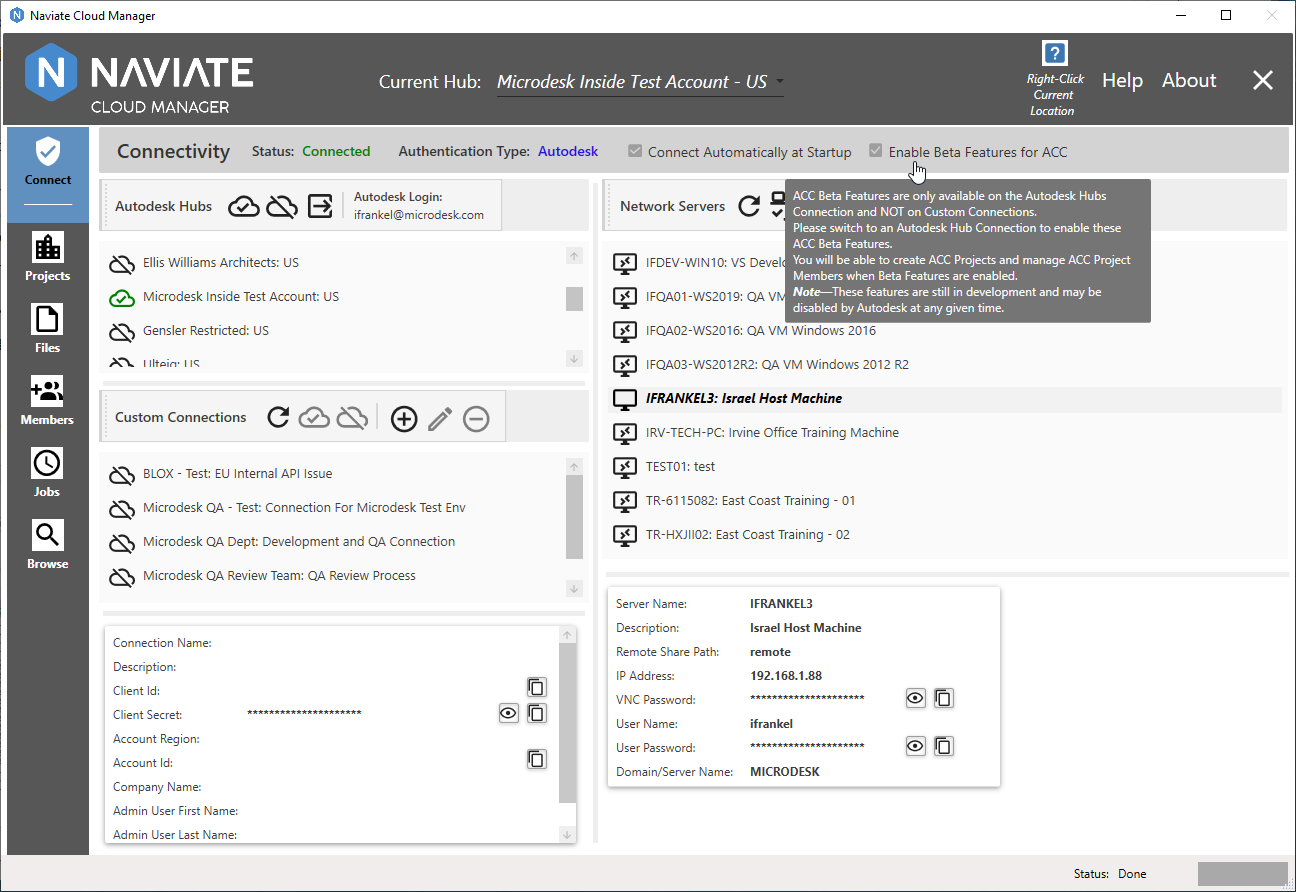 Naviate Cloud Manager
NAVIATE
CLOUD MANAGER
Current Hub: Microdesk Inside Test Account - US
Right-Click
Current
Location
Help About
Connect
Projects
Files
Members
Jobs
Browse
Connectivity Status: Connected Authentication Type: Autodesk Connect Automatically at Startup Enable Beta Features for ACC
Autodesk Hubs
Autodesk Login:
ifrankel@microdesk.com
Ellis Williams Architects: US
Microdesk Inside Test Account: US
Gensler Restricted: US
Ulteig: US
Custom Connections
BLOX - Test: EU Internal API Issue
Microdesk QA - Test: Connection For Microdesk Test Env
Microdesk QA Dept: Development and QA Connection
Microdesk QA Review Team: QA Review Process
Connection Name:
Description:
Client Id:
Client Secret: *********************
Account Region:
Account Id:
Company Name:
Admin User First Name:
Admin User Last Name:
Network Servers
ACC Beta Features are only available on the Autodesk Hubs
Connection and NOT on Custom Connections.
Please switch to an Autodesk Hub Connection to enable these
ACC Beta Features.
You will be able to create ACC Projects and manage ACC Project
Members when Beta Features are enabled.
Note—These features are still in development and may be
disabled by Autodesk at any given time.
IFDEV-WIN10: VS Develo
IFQA01-WS2019: QA VM
IFQA02-WS2016: QA VM Windows 2016
IFQA03-WS2012R2: QA VM Windows 2012 R2
IFRANKEL3: Israel Host Machine
IRV-TECH-PC: Irvine Office Training Machine
TEST01: test
TR-6115082: East Coast Training - 01
TR-HXJII02: East Coast Training - 02
Server Name: IFRANKEL3
Description: Israel Host Machine
Remote Share Path: remote
IP Address: 192.168.1.88
VNC Password: *********************
User Name: ifrankel
User Password: *********************
Domain/Server Name: MICRODESK
Status: Done